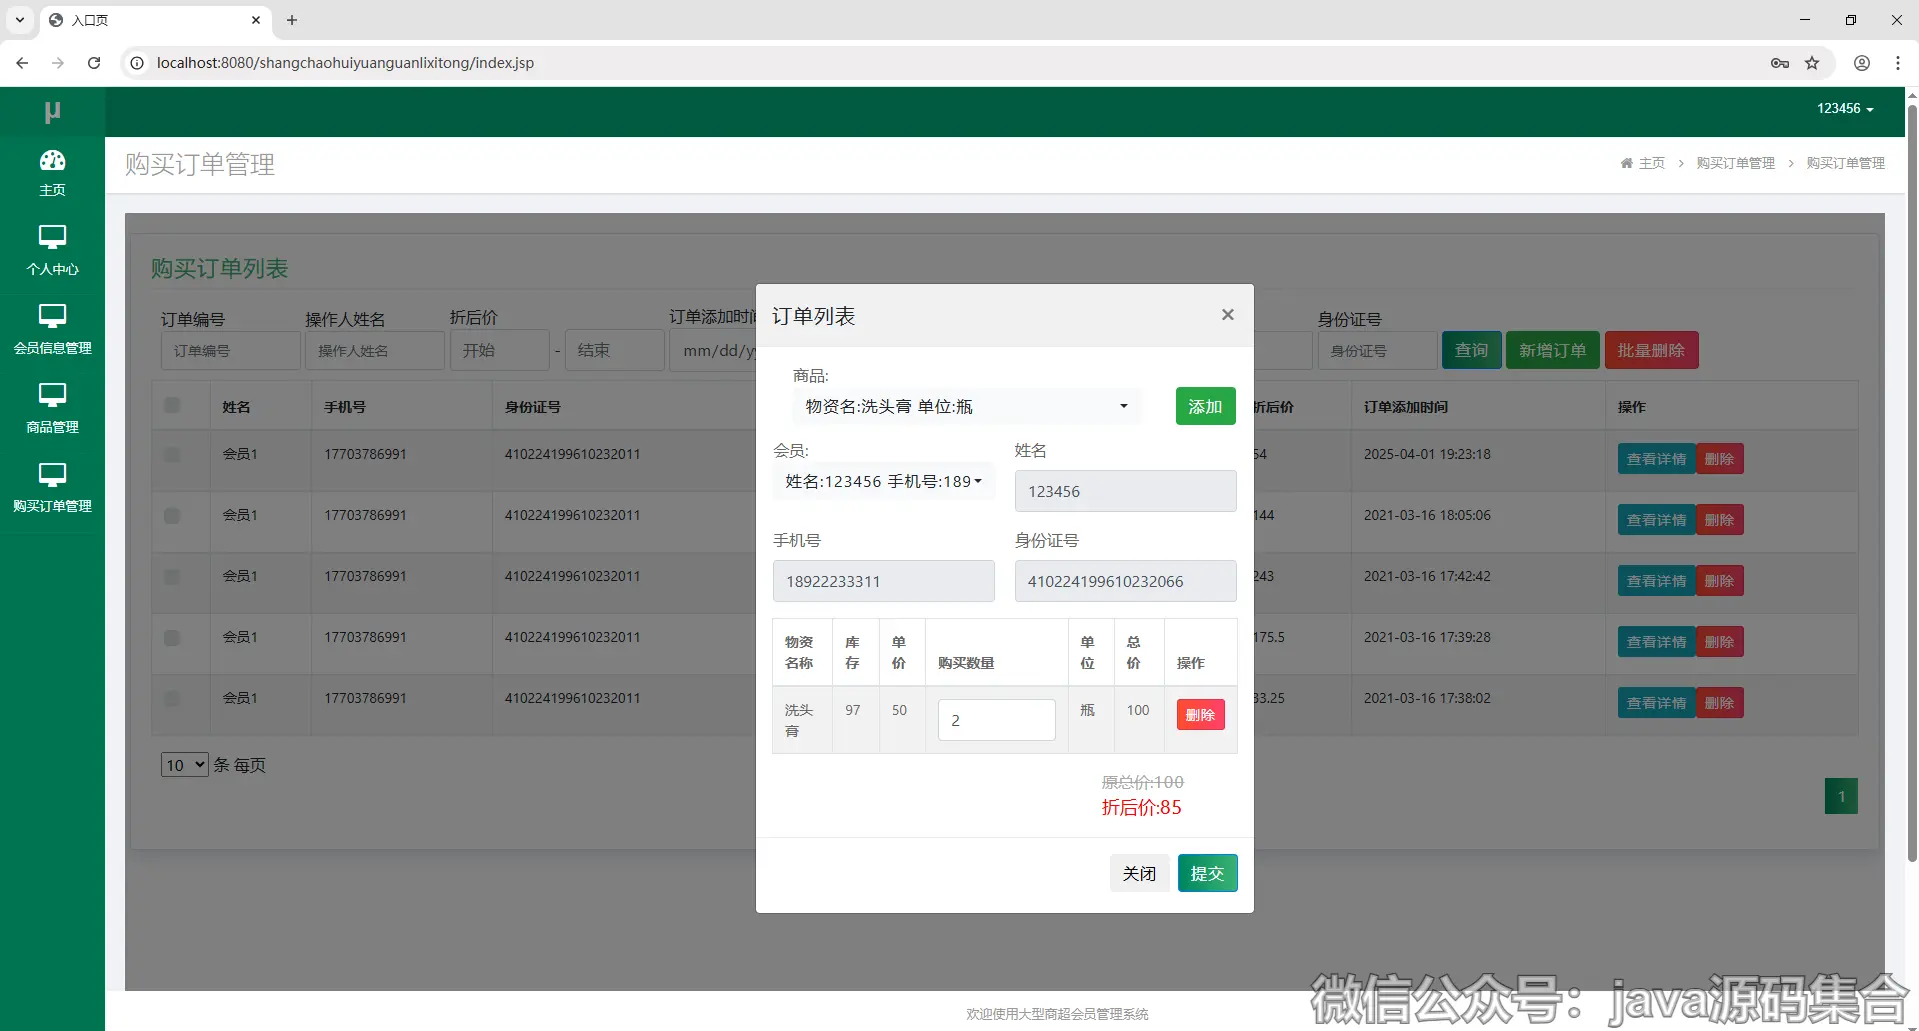 入口页
localhost:8080/shangchaohuiyuanguanlixitong/index.jsp
μ
123456
主页
个人中心
会员信息管理
商品管理
购买订单管理
购买订单管理
主页 > 购买订单管理 > 购买订单管理
购买订单列表
订单编号 操作人姓名 折后价 订单添加时间 身份证号
订单编号 操作人姓名 开始 - 结束 mm/dd/y 身份证号 查询 新增订单 批量删除
姓名 手机号 身份证号 折后价 订单添加时间 操作
会员1 17703786991 410224199610232011 54 2025-04-01 19:23:18 查看详情 删除
会员1 17703786991 410224199610232011 144 2021-03-16 18:05:06 查看详情 删除
会员1 17703786991 410224199610232011 243 2021-03-16 17:42:42 查看详情 删除
会员1 17703786991 410224199610232011 175.5 2021-03-16 17:39:28 查看详情 删除
会员1 17703786991 410224199610232011 33.25 2021-03-16 17:38:02 查看详情 删除
10 条 每页
1
订单列表 ×
商品:
物资名:洗头膏 单位:瓶 添加
会员: 姓名
姓名:123456 手机号:189 123456
手机号 身份证号
18922233311 410224199610232066
物资名称 库存 单价 购买数量 单位 总价 操作
洗头膏 97 50 2 瓶 100 删除
原总价:100
折后价:85
关闭 提交
欢迎使用大型商超会员管理系统
微信公众号：java源码集合